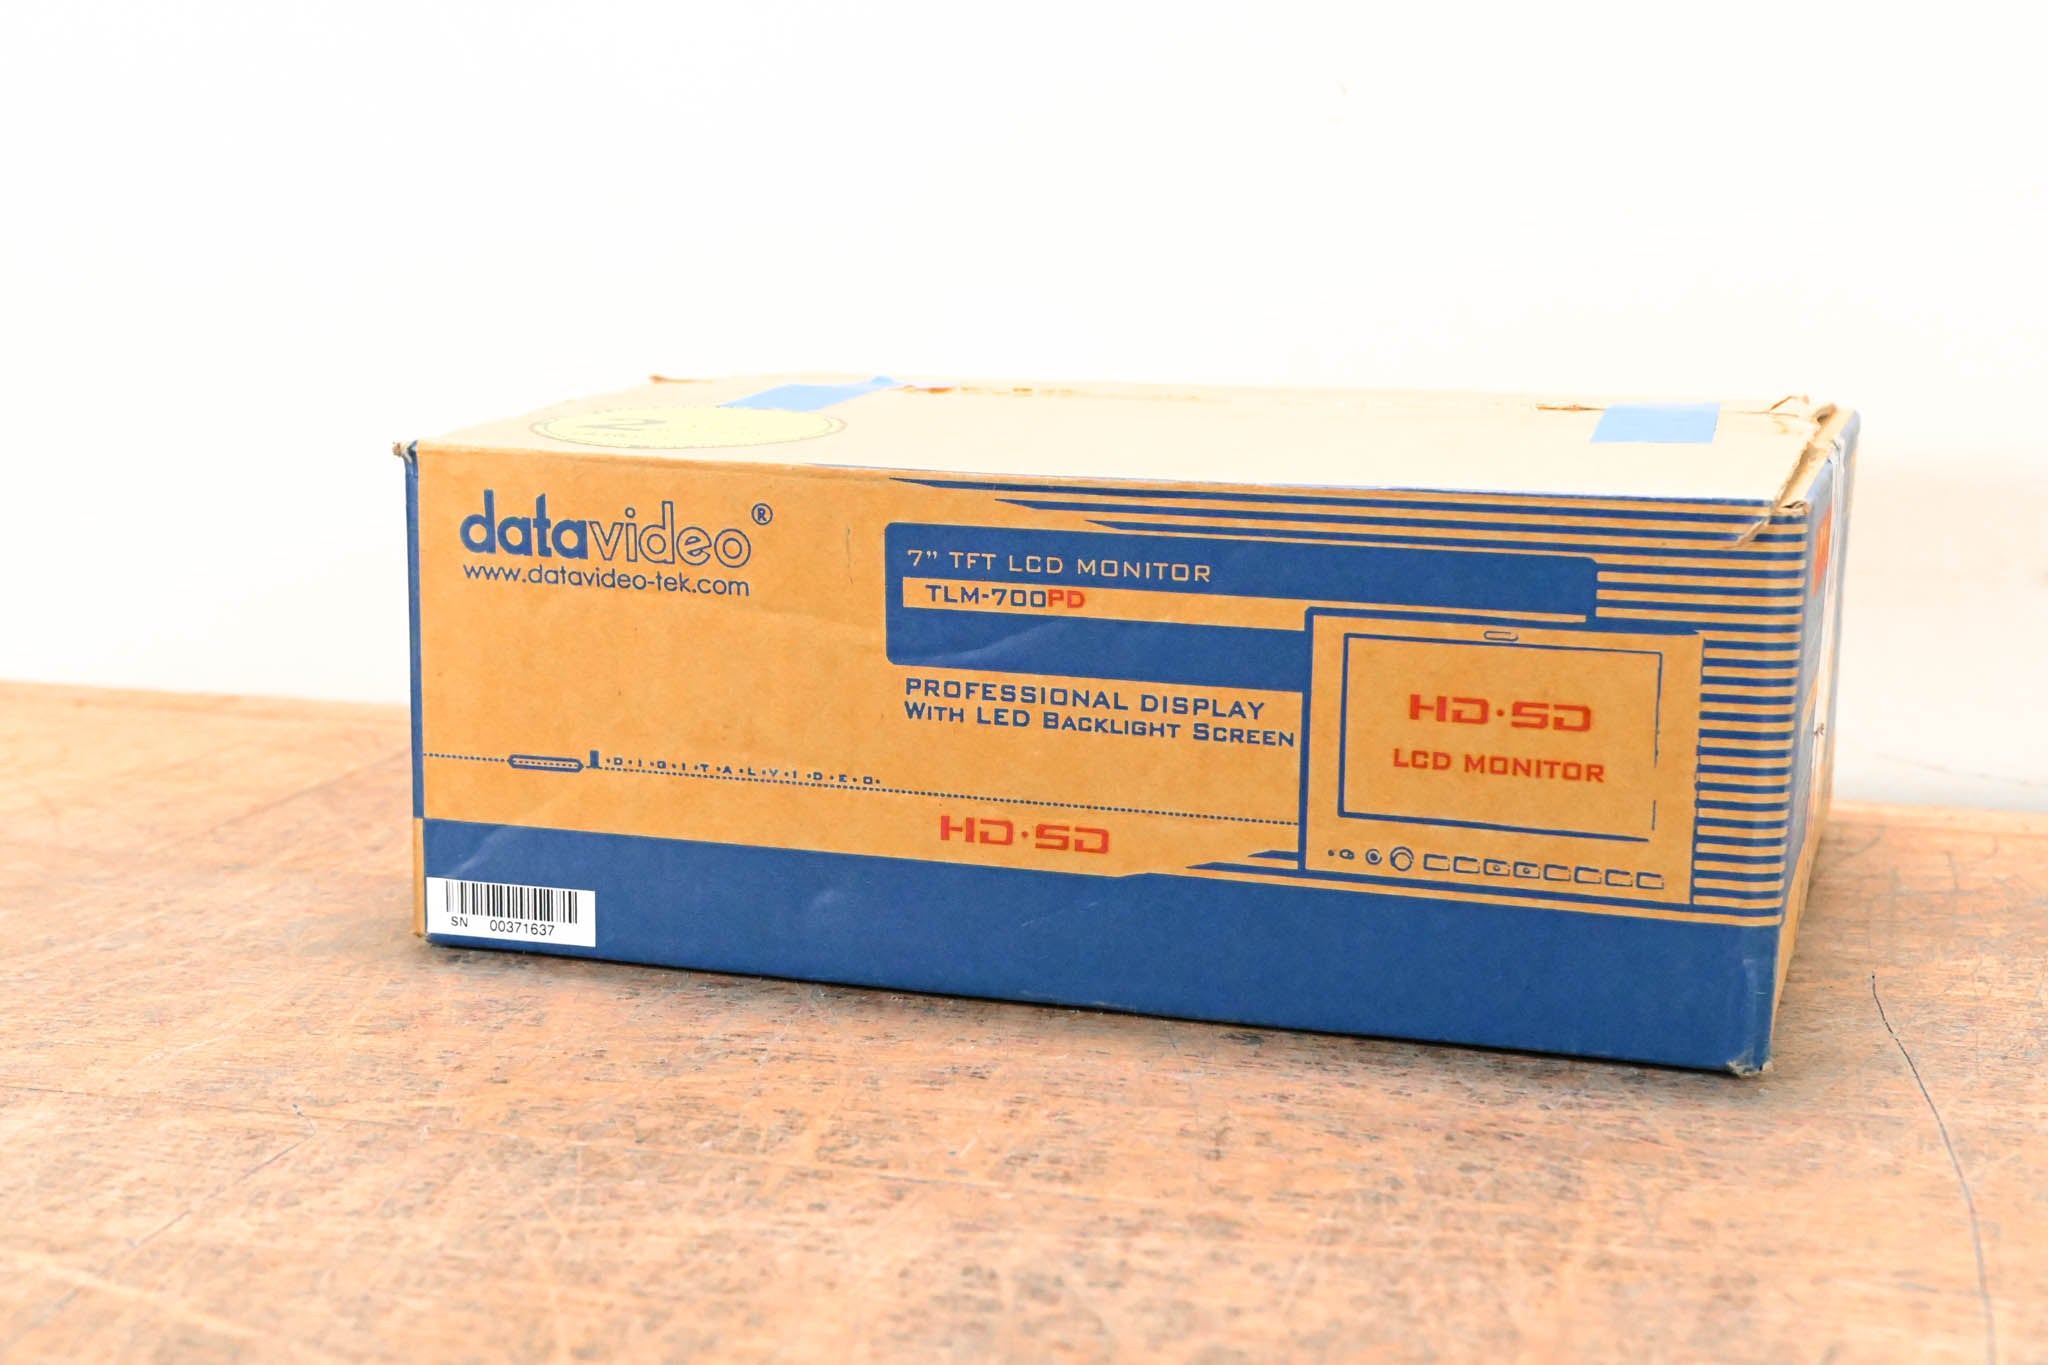 2
datavideo®
www.datavideo-tek.com
7” TFT LCD MONITOR
TLM-700PD
PROFESSIONAL DISPLAY
WITH LED BACKLIGHT SCREEN
HD·SD
LCD MONITOR
D·I·G·I·T·A·L·V·I·D·E·O
HD·SD
SN 00371637